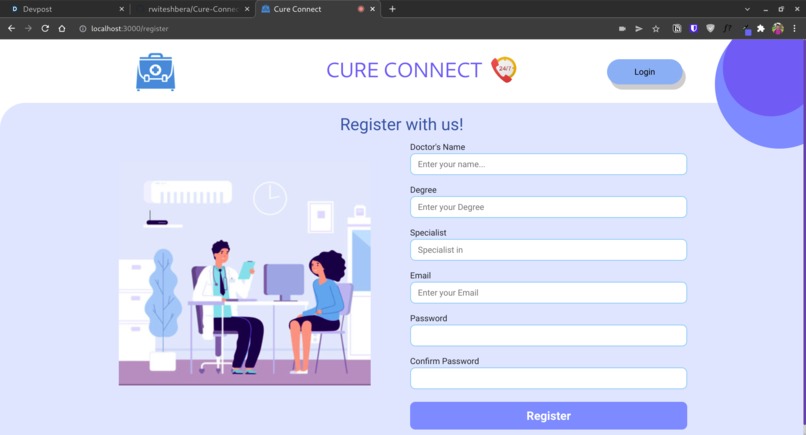 Devpost
rwiteshbera/Cure-Connec
Cure Connect
localhost:3000/register
CURE CONNECT
24/7
Login
Register with us!
Doctor's Name
Enter your name...
Degree
Enter your Degree
Specialist
Specialist in
Email
Enter your Email
Password
Confirm Password
Register